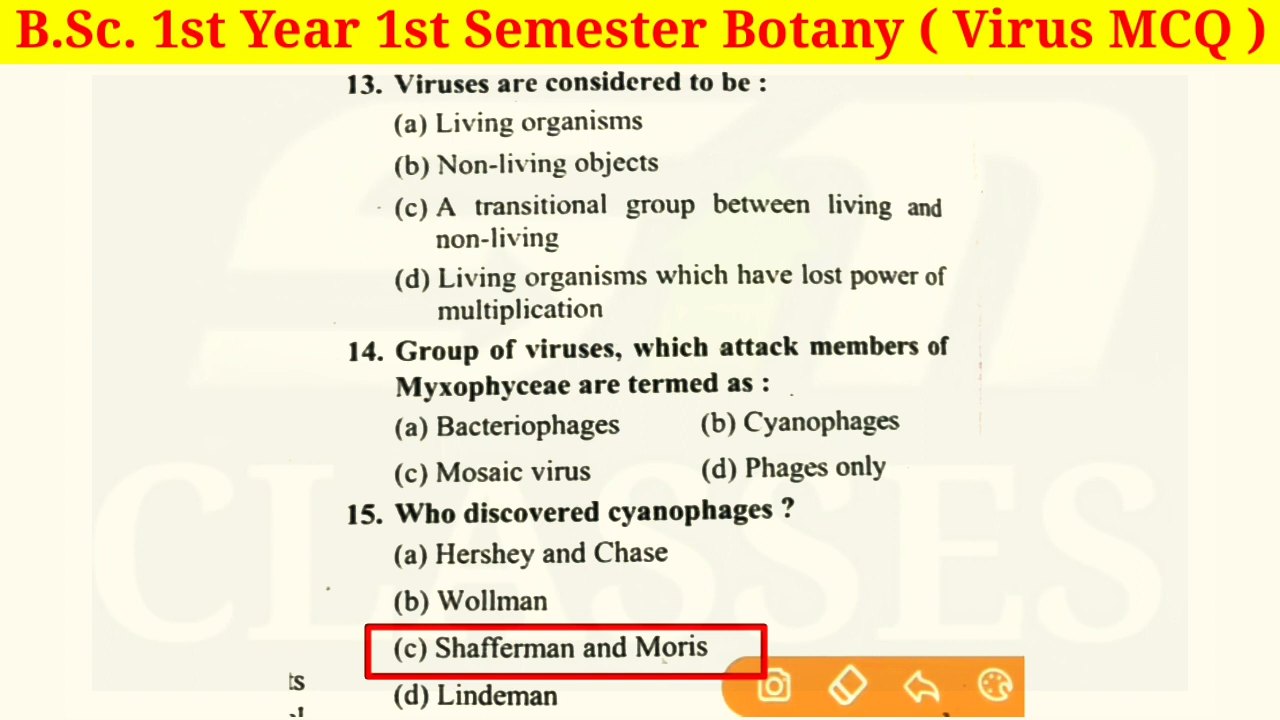 B.Sc. 1st Year 1st Semester Botany ( Virus MCQ )
13. Viruses are considered to be :
(a) Living organisms
(b) Non-living objects
(c) A transitional group between living and
non-living
(d) Living organisms which have lost power of
multiplication
14. Group of viruses, which attack members of
Myxophyceae are termed as :
(a) Bacteriophages (b) Cyanophages
(c) Mosaic virus (d) Phages only
15. Who discovered cyanophages ?
(a) Hershey and Chase
(b) Wollman
(c) Shafferman and Moris
(d) Lindeman
ts
CLASSES